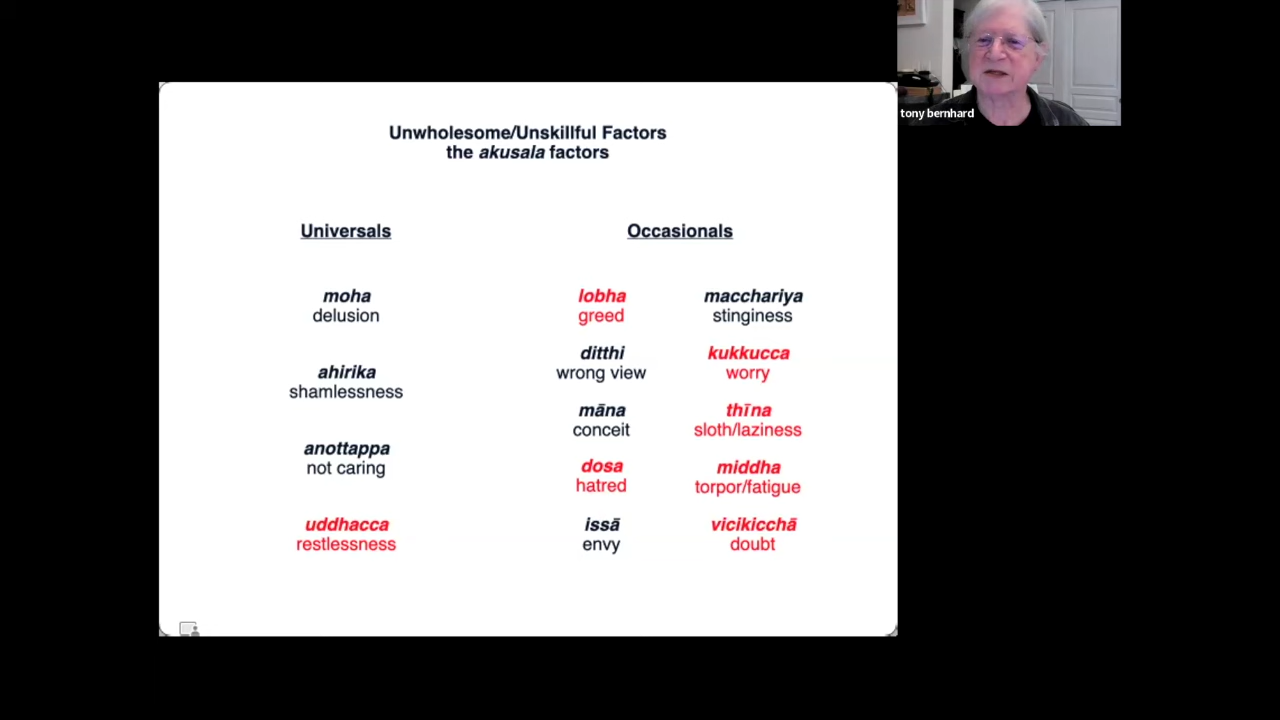 tony bernhard
Unwholesome/Unskillful Factors
the akusala factors
Universals
moha
delusion
ahirika
shamlessness
anottappa
not caring
uddhacca
restlessness
Occasionals
lobha
greed
ditthi
wrong view
māna
conceit
dosa
hatred
issā
envy
macchariya
stinginess
kukkucca
worry
thīna
sloth/laziness
middha
torpor/fatigue
vicikicchā
doubt